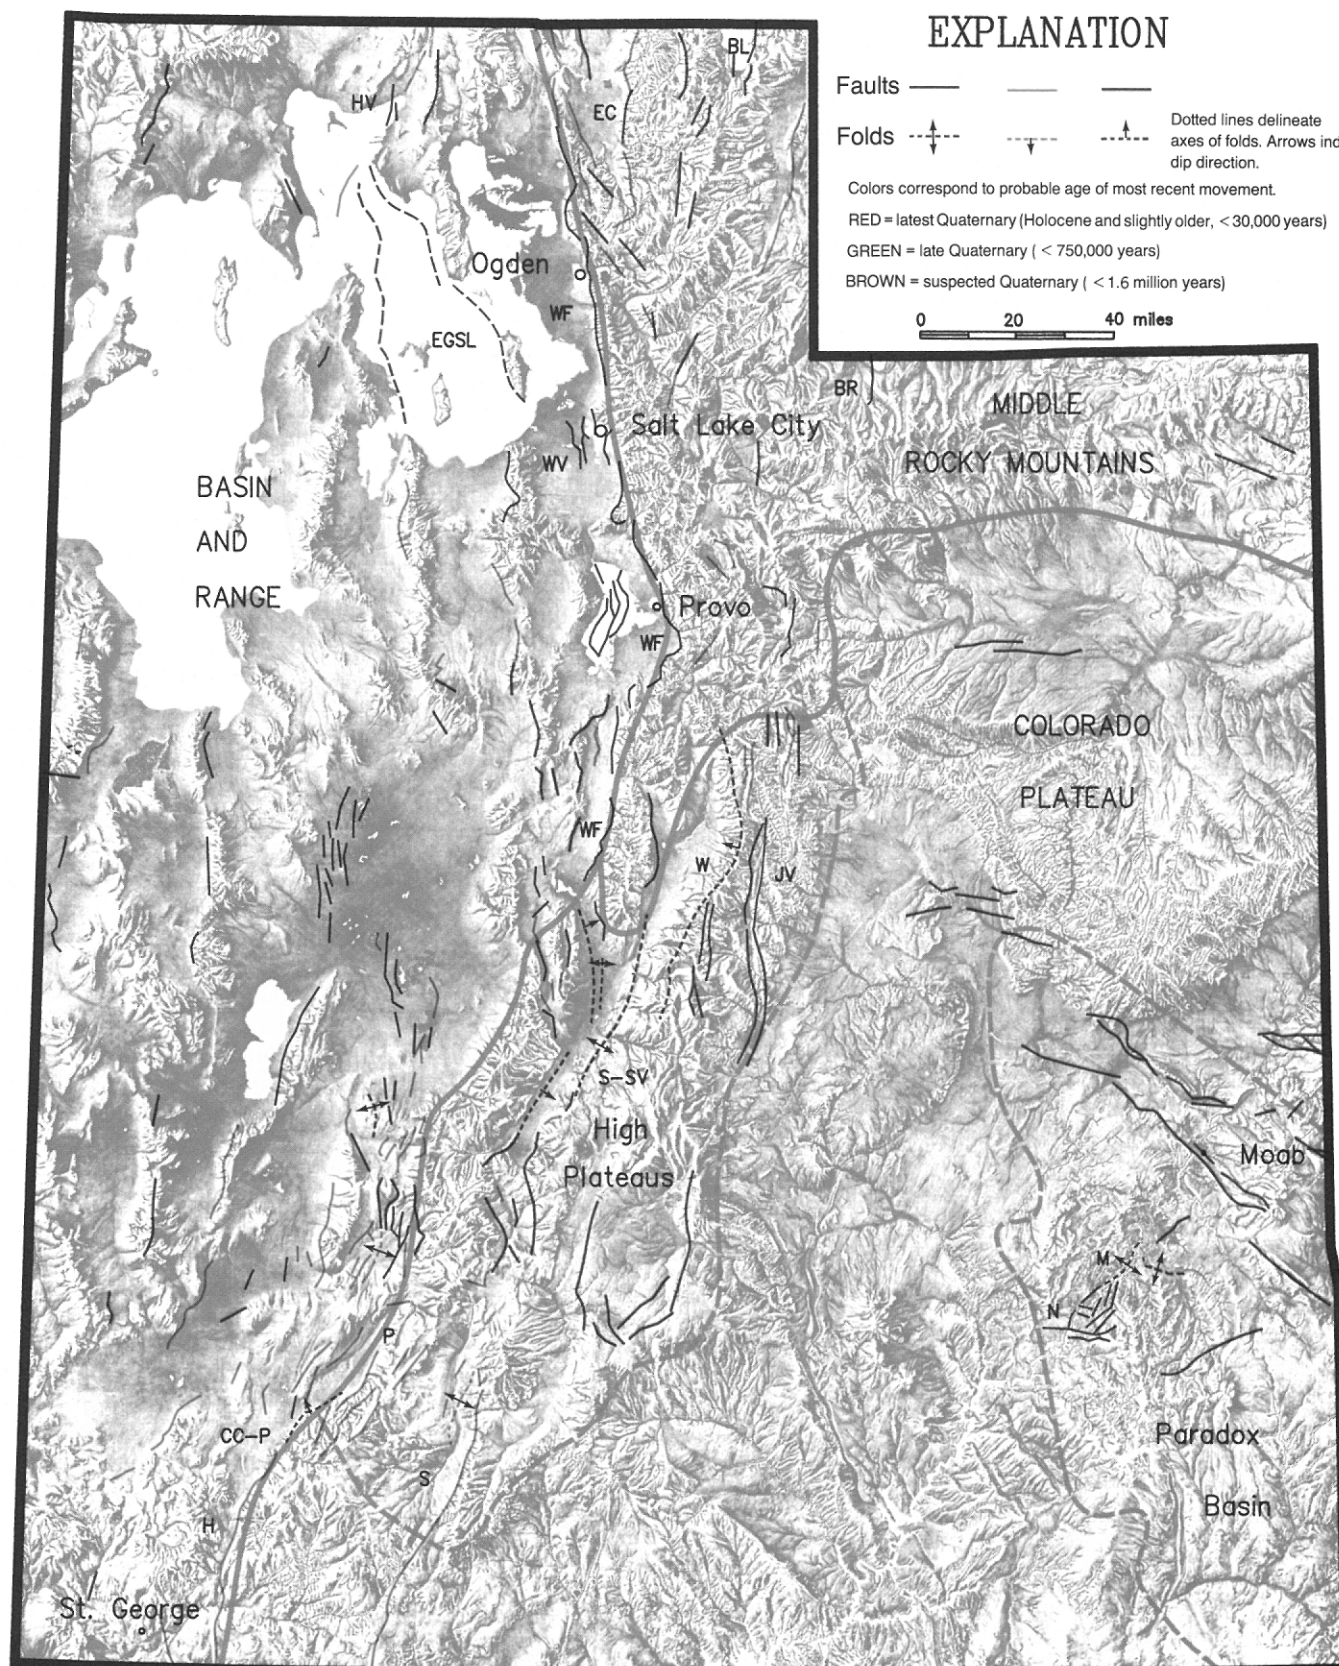 EXPLANATION
Faults
Folds
Dotted lines delineate
axes of folds. Arrows
dip direction.
Colors correspond to probable age of most recent movement.
RED = latest Quaternary (Holocene and slightly older, < 30,000 years)
GREEN = late Quaternary ( < 750,000 years)
BROWN = suspected Quaternary ( < 1.6 million years)
0 20 40 miles
BL
HV
EC
Ogden
WF
EGSL
BR
MIDDLE
Salt Lake City
ROCKY MOUNTAINS
WV
BASIN
AND
RANGE
Provo
WF
COLORADO
PLATEAU
WF
W
JV
S-SV
High
Plateaus
Moab
M
N
P
CC-P
S
H
Paradox
Basin
St. George